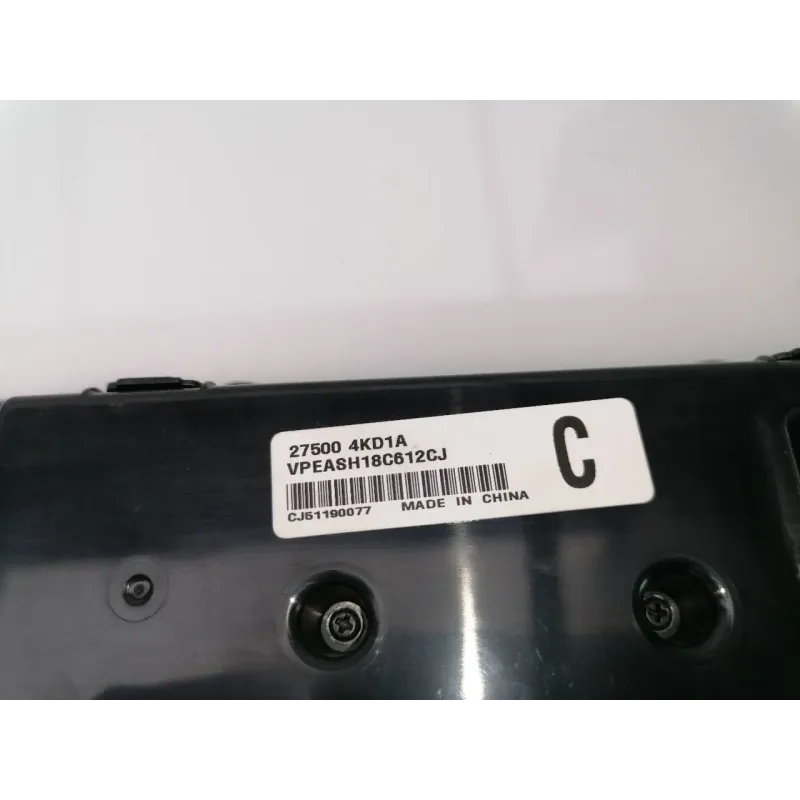 27500 4KD1A
VPEASH18C612CJ
C
CJ51190077 MADE IN CHINA